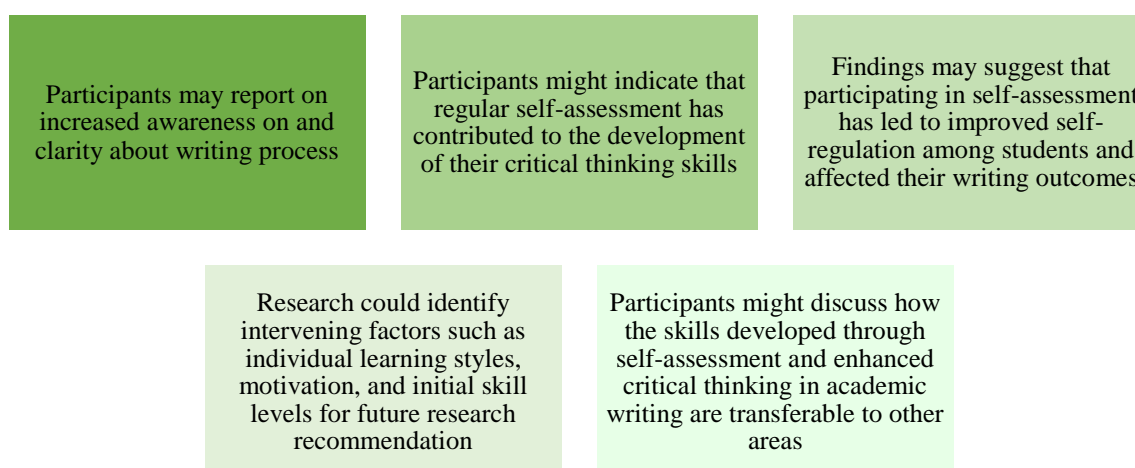 Participants may report on
increased awareness on and
clarity about writing process
Participants might indicate that
regular self-assessment has
contributed to the development
of their critical thinking skills
Findings may suggest that
participating in self-assessment
has led to improved self-
regulation among students and
affected their writing outcomes
Research could identify
intervening factors such as
individual learning styles,
motivation, and initial skill
levels for future research
recommendation
Participants might discuss how
the skills developed through
self-assessment and enhanced
critical thinking in academic
writing are transferable to other
areas